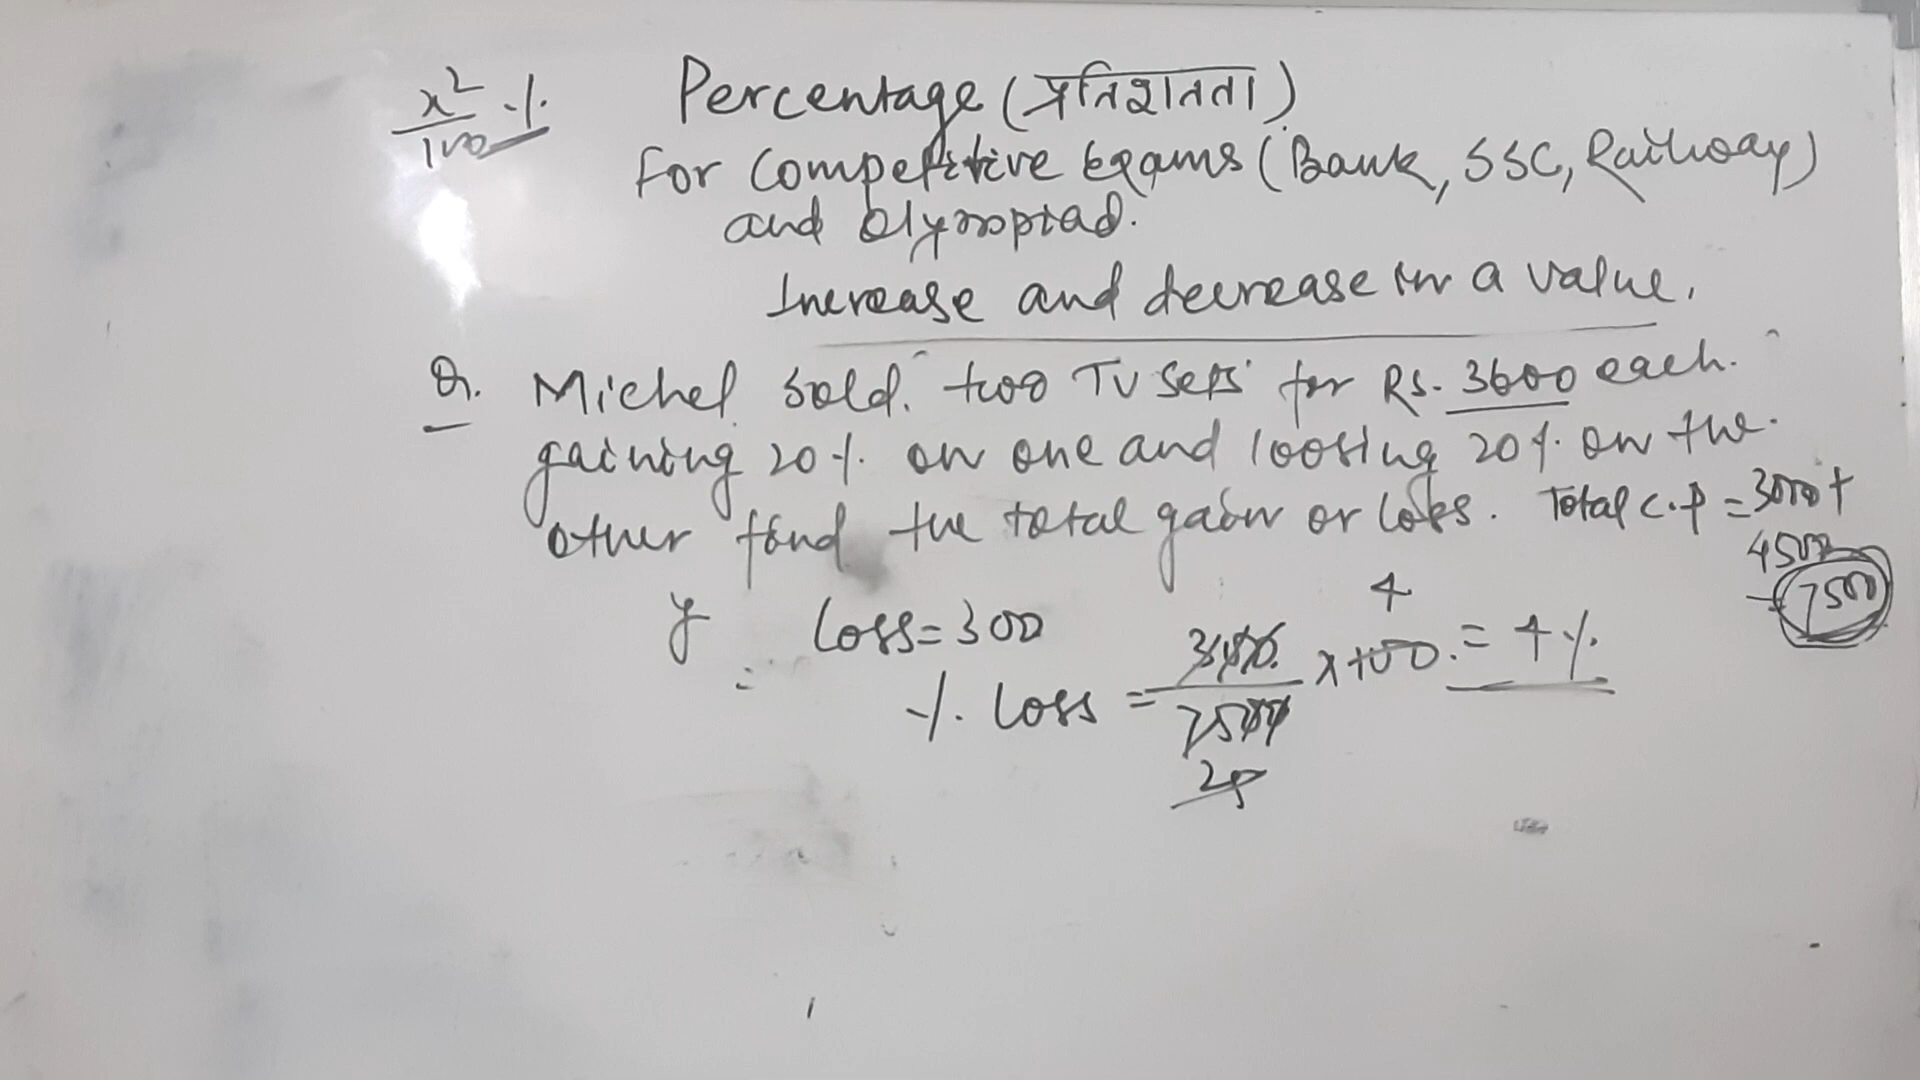 x²/100 %
Percentage (प्रतिशतता)
For Competitive Exams (Bank, SSC, Railway)
and Olympiad.
Increase and decrease in a value.
Q. Michel sold two TV sets for Rs. 3600 each.
gaining 20% on one and loosing 20% on the
other find the total gain or loss. Total C.P = 3000 +
4500
= 7500
Loss = 300
% Loss = 300/7500 x 100 = 4%
4
25